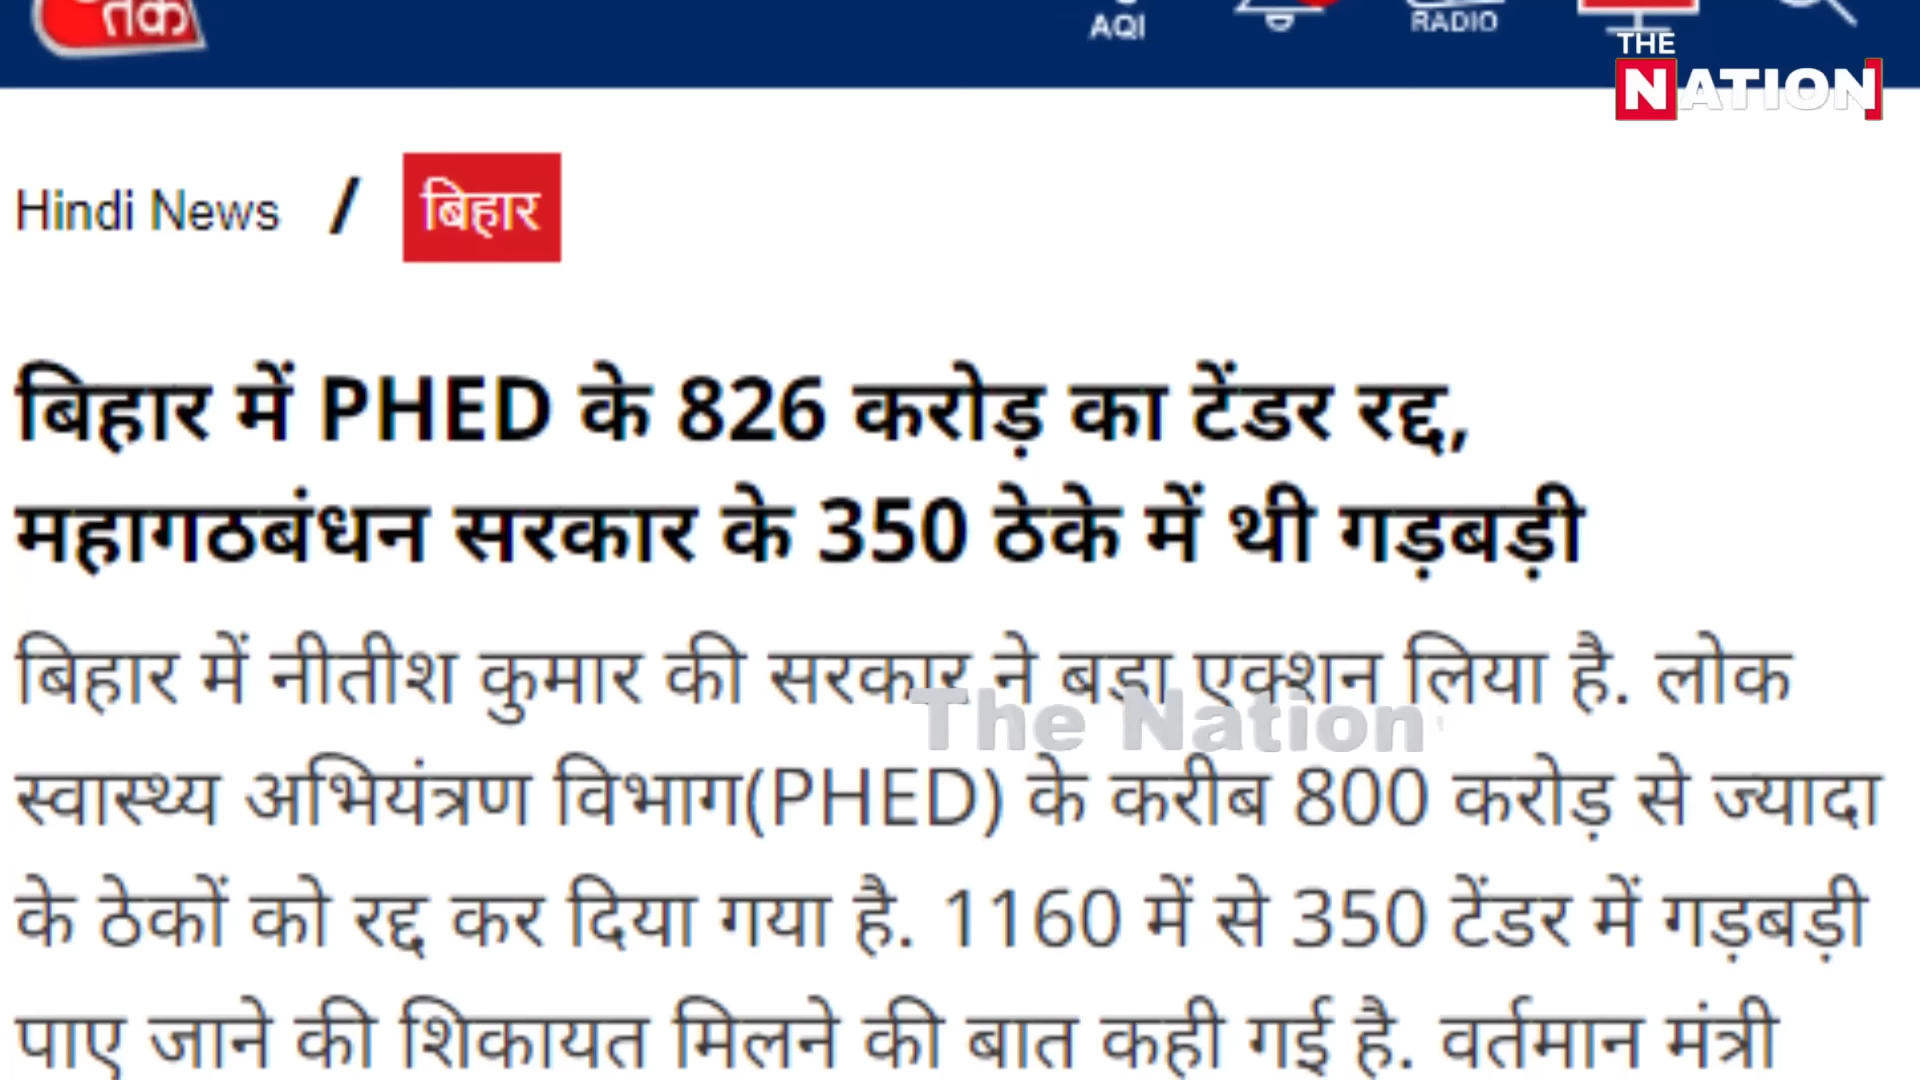 तक
AQI
RADIO
THE
NATION
Hindi News / बिहार
बिहार में PHED के 826 करोड़ का टेंडर रद्द,
महागठबंधन सरकार के 350 ठेके में थी गड़बड़ी
बिहार में नीतीश कुमार की सरकार ने बड़ा एक्शन लिया है. लोक
The Nation
स्वास्थ्य अभियंत्रण विभाग(PHED) के करीब 800 करोड़ से ज्यादा
के ठेकों को रद्द कर दिया गया है. 1160 में से 350 टेंडर में गड़बड़ी
पाए जाने की शिकायत मिलने की बात कही गई है. वर्तमान मंत्री